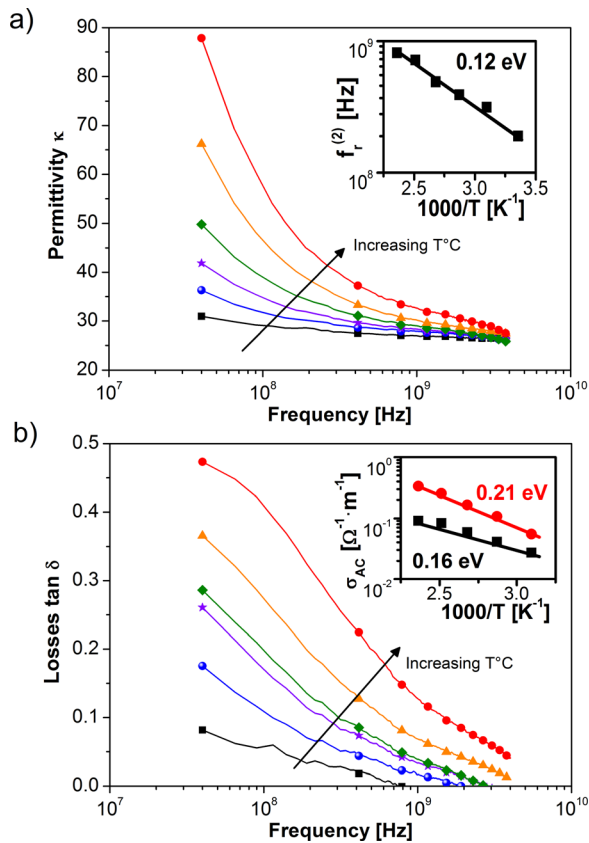 a)
90
80
70
60
50
40
30
20
Permittivity κ
10⁷
10⁸
10⁹
10¹⁰
Frequency [Hz]
Increasing T°C
10⁹
10⁸
fᵣ⁽²⁾ [Hz]
0.12 eV
2.5
3.0
3.5
1000/T [K⁻¹]
b)
0.5
0.4
0.3
0.2
0.1
0.0
Losses tan δ
10⁷
10⁸
10⁹
10¹⁰
Frequency [Hz]
Increasing T°C
10⁰
10⁻¹
10⁻²
σ_AC [Ω⁻¹·m⁻¹]
0.21 eV
0.16 eV
2.5
3.0
1000/T [K⁻¹]